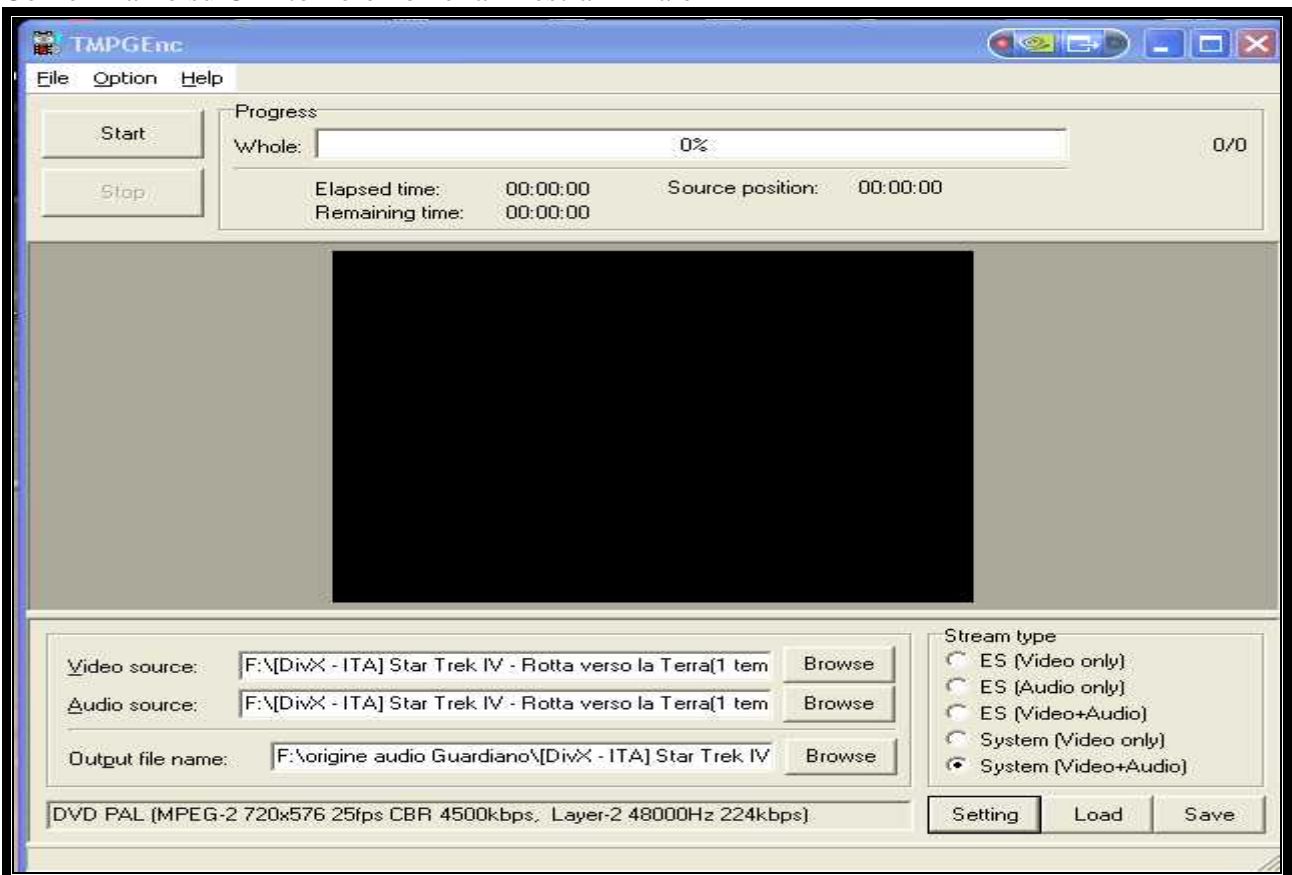 TMPGEnc
File Option Help
Start
Progress
Whole: 0% 0/0
Stop
Elapsed time: 00:00:00 Source position: 00:00:00
Remaining time: 00:00:00
Video source: F:\[DivX - ITA] Star Trek IV - Rotta verso la Terra(1 tem Browse
Audio source: F:\[DivX - ITA] Star Trek IV - Rotta verso la Terra(1 tem Browse
Output file name: F:\origine audio Guardiano\[DivX - ITA] Star Trek IV Browse
Stream type
ES (Video only)
ES (Audio only)
ES (Video+Audio)
System (Video only)
System (Video+Audio)
DVD PAL (MPEG-2 720x576 25fps CBR 4500kbps, Layer-2 48000Hz 224kbps)
Setting Load Save